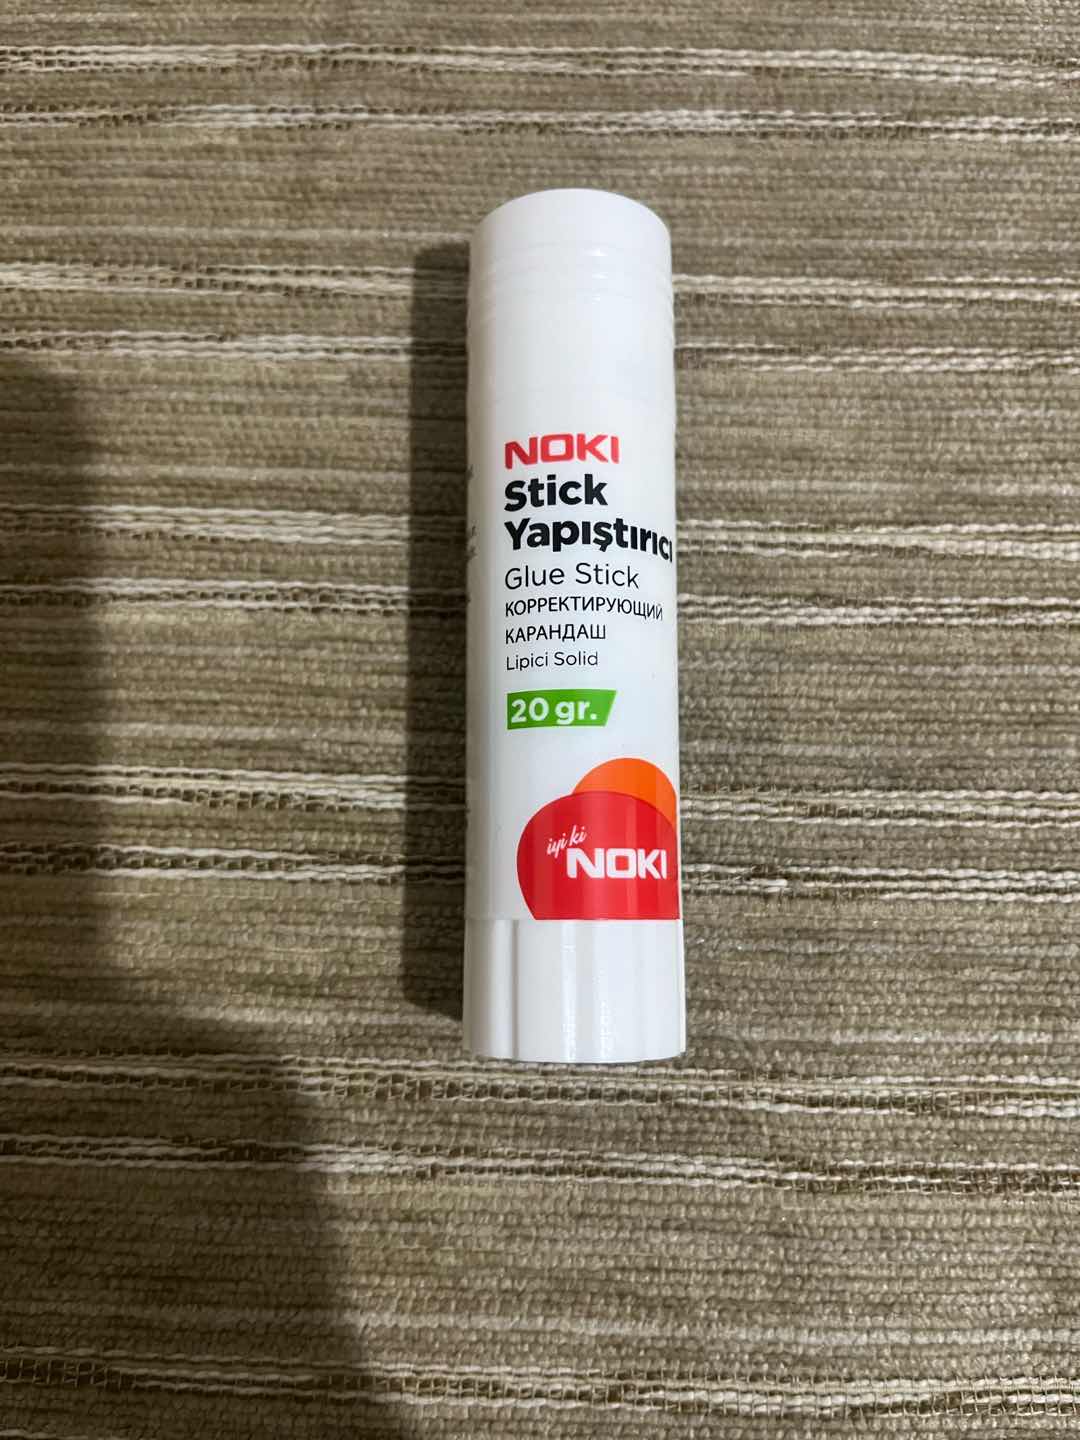 NOKI
Stick
Yapıştırıcı
Glue Stick
КОРРЕКТИРУЮЩИЙ
КАРАНДАШ
Lipici Solid
20 gr.
iyi ki
NOKI